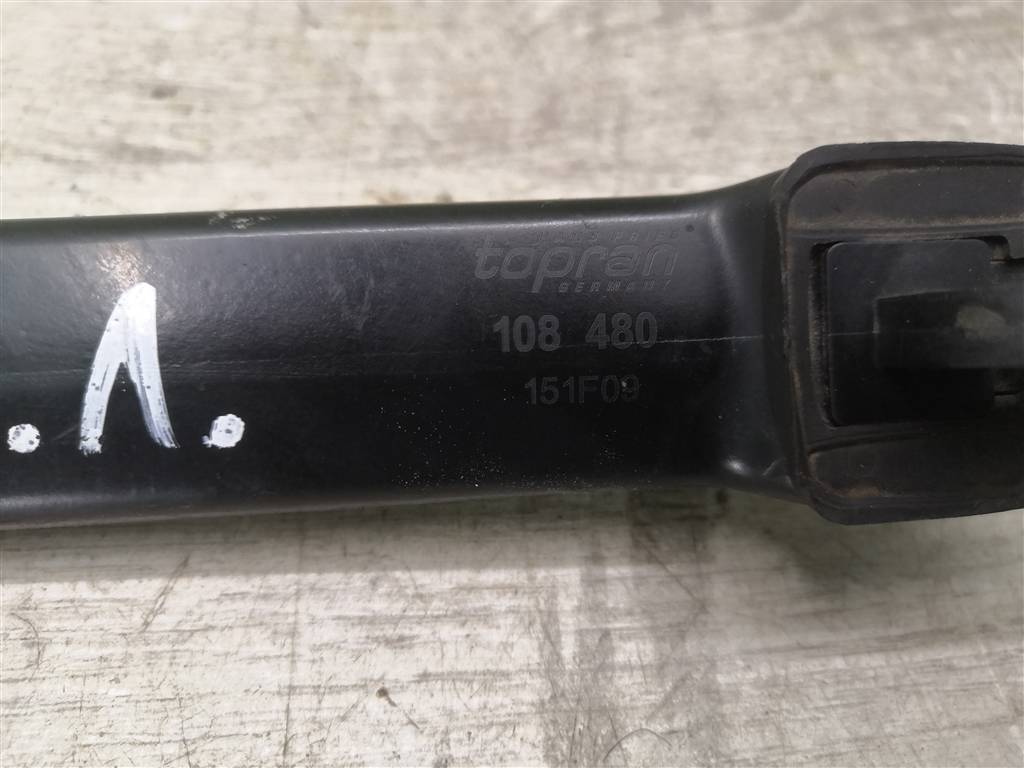 topran
GERMANY
108 480
151F09
.Л.